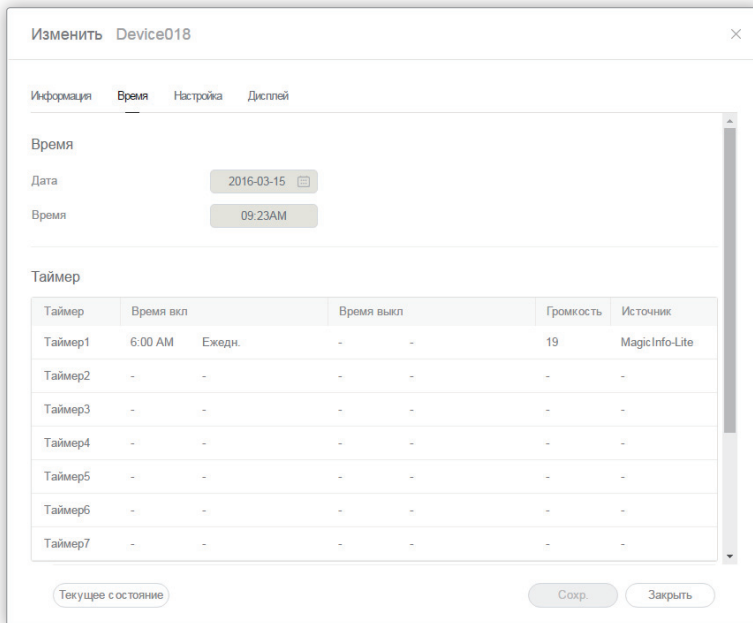 Изменить Device018
Информация Время Настройка Дисплей
Время
Дата 2016-03-15
Время 09:23AM
Таймер
Таймер Время вкл Время выкл Громкость Источник
Таймер1 6:00 AM Ежедн. - - 19 MagicInfo-Lite
Таймер2 - - - - - -
Таймер3 - - - - - -
Таймер4 - - - - - -
Таймер5 - - - - - -
Таймер6 - - - - - -
Таймер7 - - - - - -
Текущее состояние Сохр. Закрыть